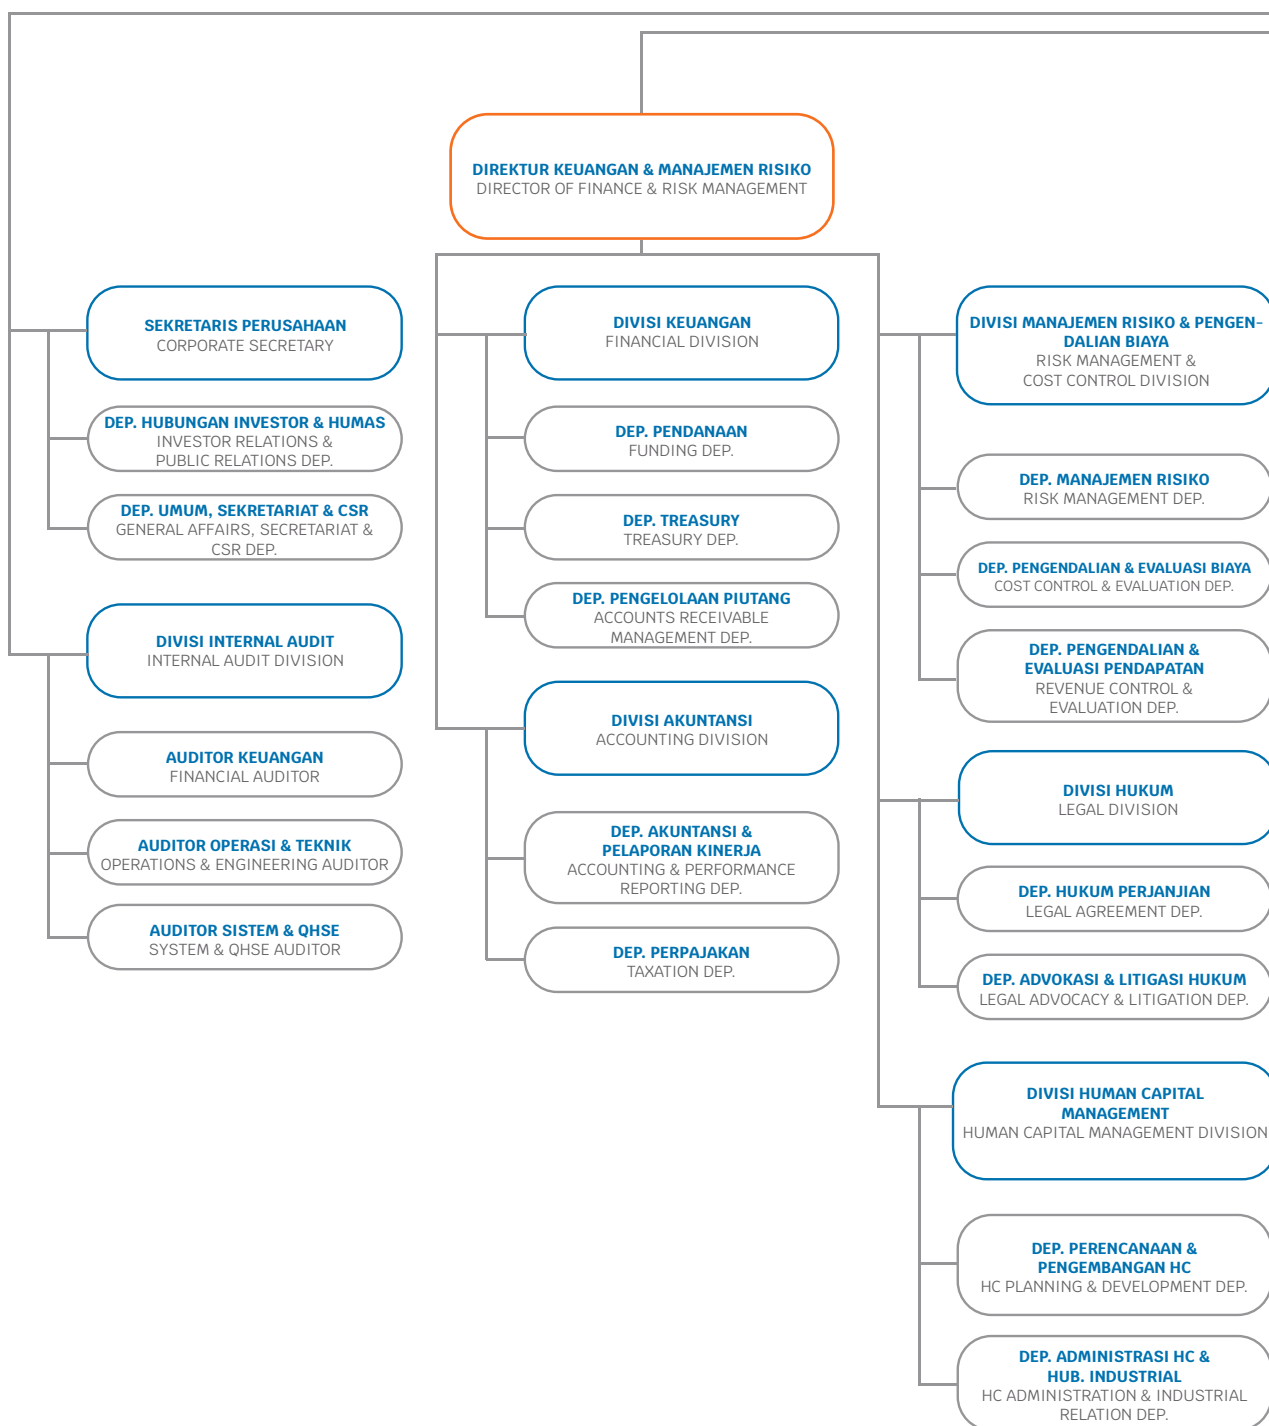 DIREKTUR KEUANGAN & MANAJEMEN RISIKO
DIRECTOR OF FINANCE & RISK MANAGEMENT
SEKRETARIS PERUSAHAAN
CORPORATE SECRETARY
DEP. HUBUNGAN INVESTOR & HUMAS
INVESTOR RELATIONS &
PUBLIC RELATIONS DEP.
DEP. UMUM, SEKRETARIAT & CSR
GENERAL AFFAIRS, SECRETARIAT &
CSR DEP.
DIVISI INTERNAL AUDIT
INTERNAL AUDIT DIVISION
AUDITOR KEUANGAN
FINANCIAL AUDITOR
AUDITOR OPERASI & TEKNIK
OPERATIONS & ENGINEERING AUDITOR
AUDITOR SISTEM & QHSE
SYSTEM & QHSE AUDITOR
DIVISI KEUANGAN
FINANCIAL DIVISION
DEP. PENDANAAN
FUNDING DEP.
DEP. TREASURY
TREASURY DEP.
DEP. PENGELOLAAN PIUTANG
ACCOUNTS RECEIVABLE
MANAGEMENT DEP.
DIVISI AKUNTANSI
ACCOUNTING DIVISION
DEP. AKUNTANSI &
PELAPORAN KINERJA
ACCOUNTING & PERFORMANCE
REPORTING DEP.
DEP. PERPAJAKAN
TAXATION DEP.
DIVISI MANAJEMEN RISIKO & PENGEN-
DALIAN BIAYA
RISK MANAGEMENT &
COST CONTROL DIVISION
DEP. MANAJEMEN RISIKO
RISK MANAGEMENT DEP.
DEP. PENGENDALIAN & EVALUASI BIAYA
COST CONTROL & EVALUATION DEP.
DEP. PENGENDALIAN &
EVALUASI PENDAPATAN
REVENUE CONTROL &
EVALUATION DEP.
DIVISI HUKUM
LEGAL DIVISION
DEP. HUKUM PERJANJIAN
LEGAL AGREEMENT DEP.
DEP. ADVOKASI & LITIGASI HUKUM
LEGAL ADVOCACY & LITIGATION DEP.
DIVISI HUMAN CAPITAL
MANAGEMENT
HUMAN CAPITAL MANAGEMENT DIVISION
DEP. PERENCANAAN &
PENGEMBANGAN HC
HC PLANNING & DEVELOPMENT DEP.
DEP. ADMINISTRASI HC &
HUB. INDUSTRIAL
HC ADMINISTRATION & INDUSTRIAL
RELATION DEP.